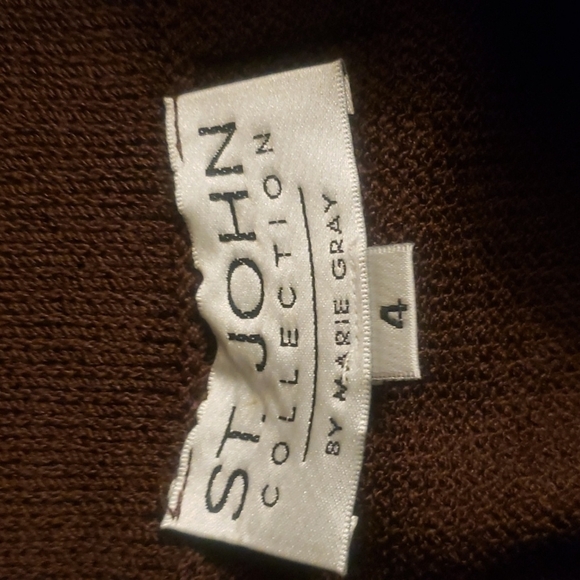 ST. JOHN
COLLECTION
BY MARIE GRAY
4